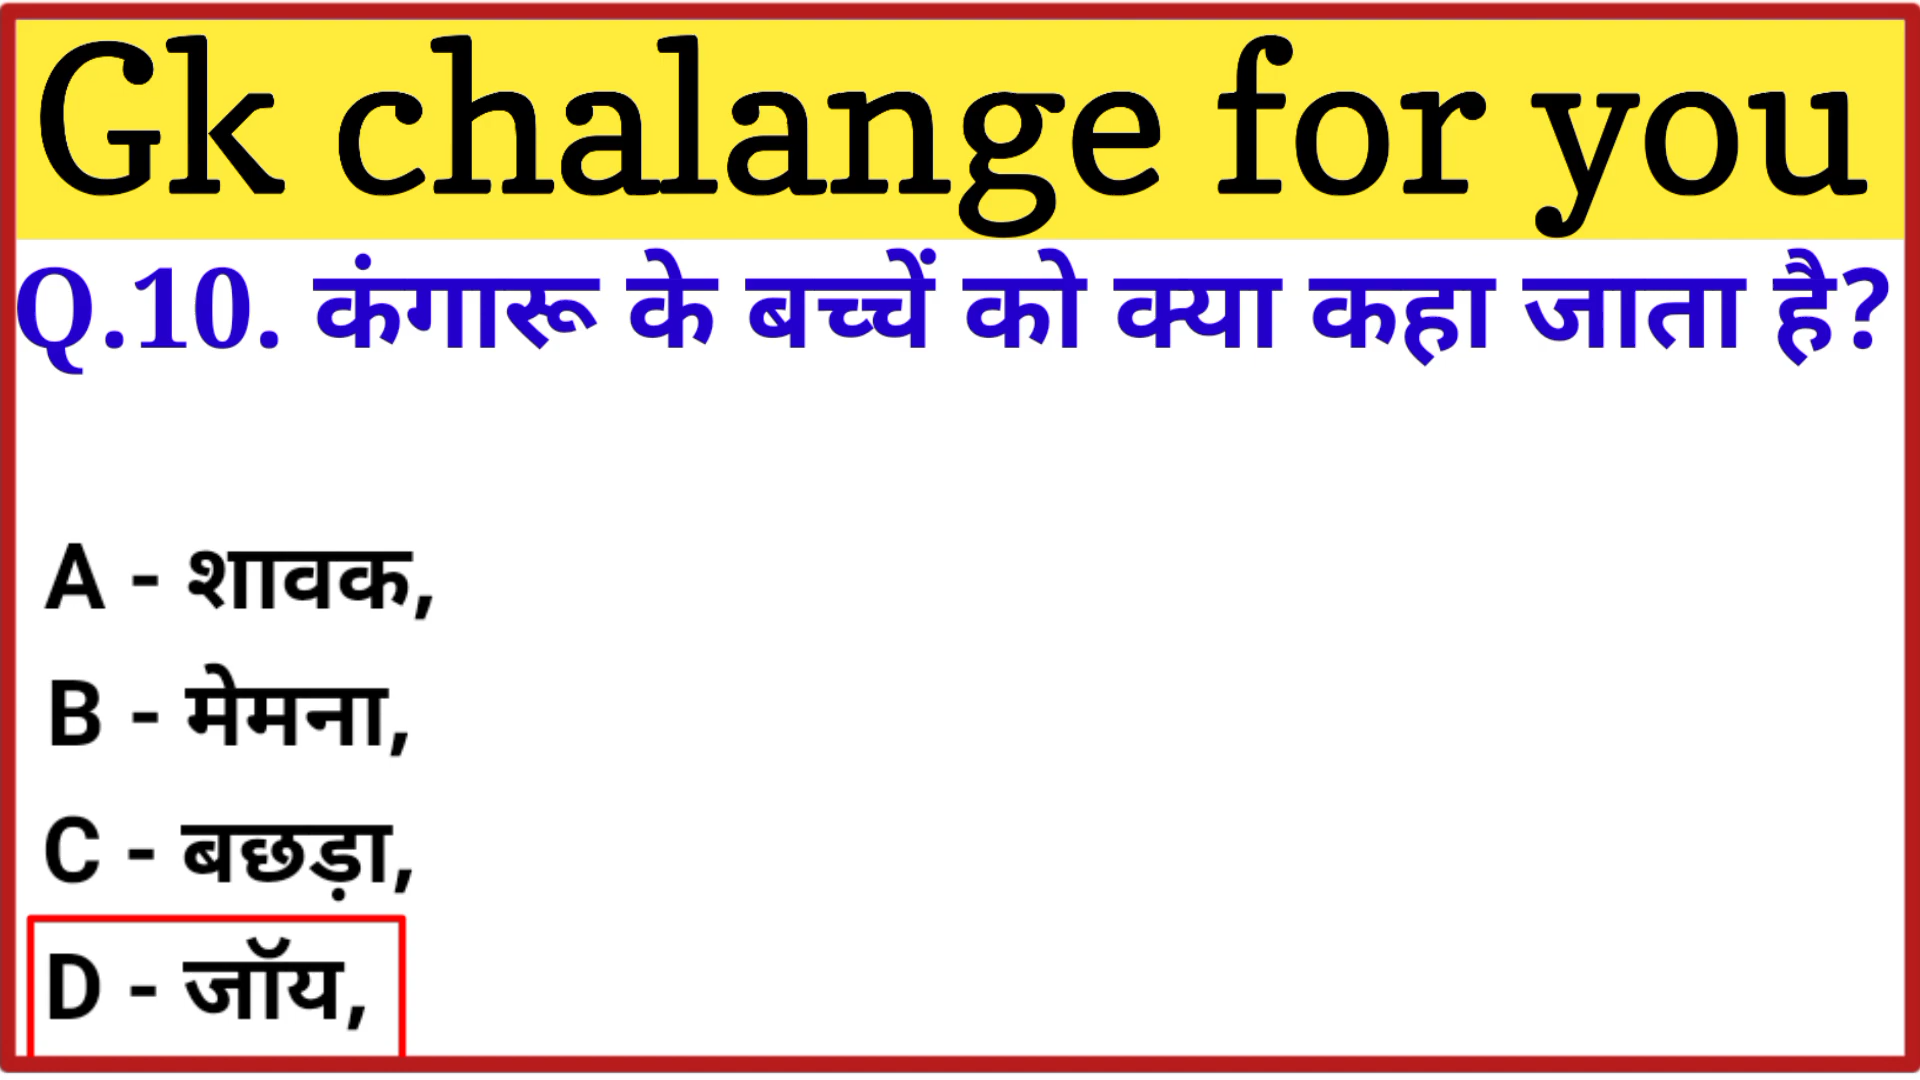 Gk chalange for you
Q.10. कंगारू के बच्चें को क्या कहा जाता है?
A - शावक,
B - मेमना,
C - बछड़ा,
D - जॉय,